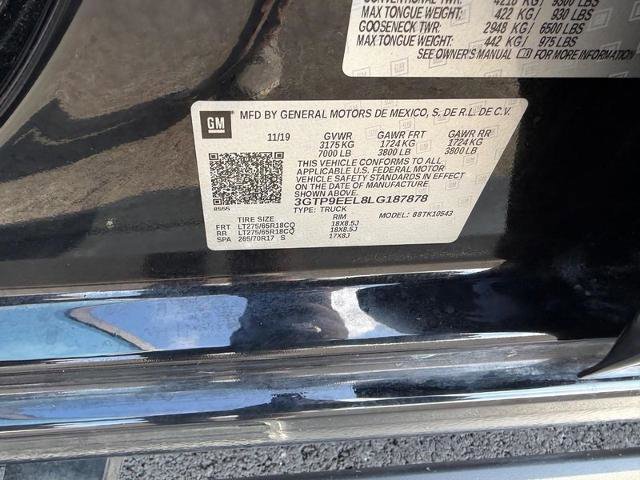 CONVENTIONAL TWR: 4218 KG / 9300 LBS
MAX TONGUE WEIGHT: 422 KG / 930 LBS
GOOSENECK TWR: 2948 KG / 6500 LBS
MAX TONGUE WEIGHT: 442 KG / 975 LBS
SEE OWNER'S MANUAL FOR MORE INFORMATION
GM
MFD BY GENERAL MOTORS DE MEXICO, S. DE R.L. DE C.V.
11/19 GVWR GAWR FRT GAWR RR
3175 KG 1724 KG 1724 KG
7000 LB 3800 LB 3800 LB
THIS VEHICLE CONFORMS TO ALL
APPLICABLE U.S. FEDERAL MOTOR
VEHICLE SAFETY STANDARDS IN
EFFECT ON THE DATE OF MANUFACTURE
SHOWN ABOVE.
3GTP9EEL8LG187878
TYPE: TRUCK MODEL: 88TK10543
TIRE SIZE RIM
FRT LT275/65R18CQ 18X8.5J
RR LT275/65R18CQ 18X8.5J
SPA 265/70R17 S 17X8J